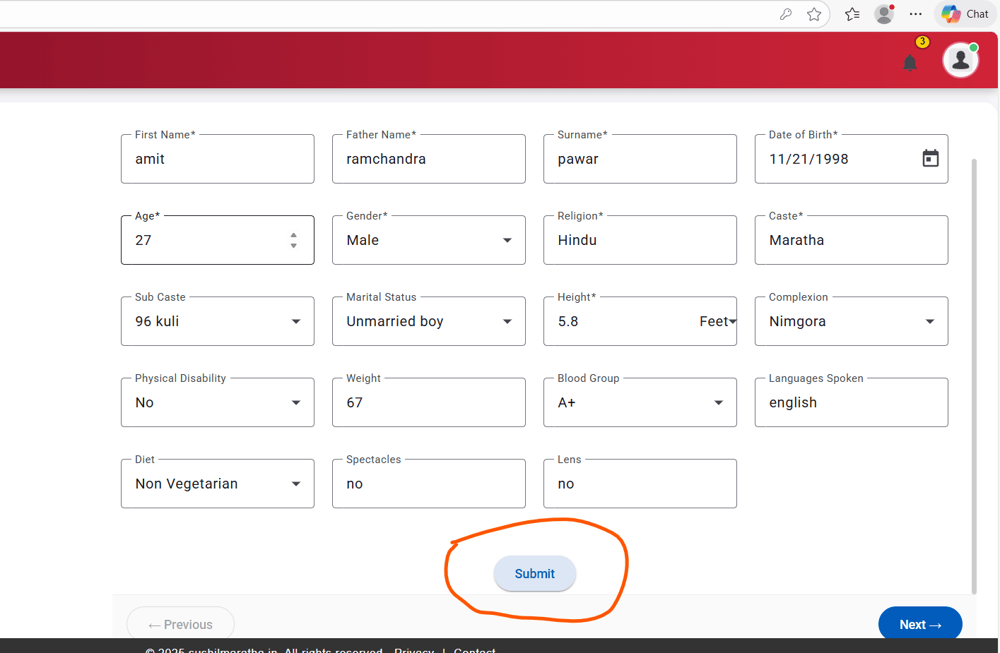 Chat
3
First Name* Father Name* Surname* Date of Birth*
amit ramchandra pawar 11/21/1998
Age* Gender* Religion* Caste*
27 Male Hindu Maratha
Sub Caste Marital Status Height* Complexion
96 kuli Unmarried boy 5.8 Feet Nimgora
Physical Disability Weight Blood Group Languages Spoken
No 67 A+ english
Diet Spectacles Lens
Non Vegetarian no no
Submit
← Previous Next →
© 2025 sushilmaratha.in. All rights reserved. Privacy | Contact